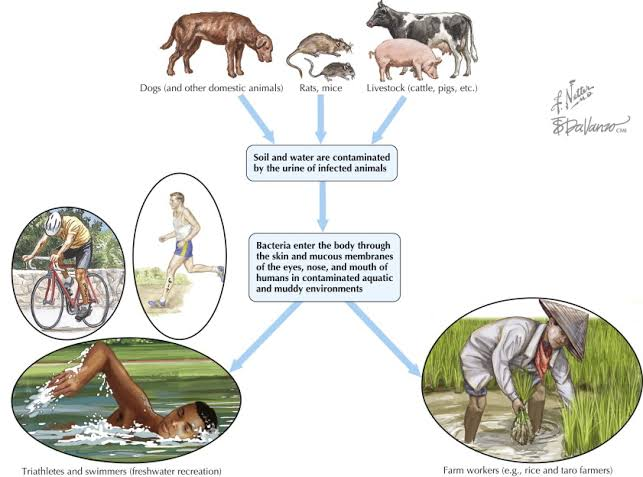 Dogs (and other domestic animals)
Rats, mice
Livestock (cattle, pigs, etc.)
F. Netter
M.D.
DaVanzo CMI
Soil and water are contaminated
by the urine of infected animals
Bacteria enter the body through
the skin and mucous membranes
of the eyes, nose, and mouth of
humans in contaminated aquatic
and muddy environments
Triathletes and swimmers (freshwater recreation)
Farm workers (e.g., rice and taro farmers)